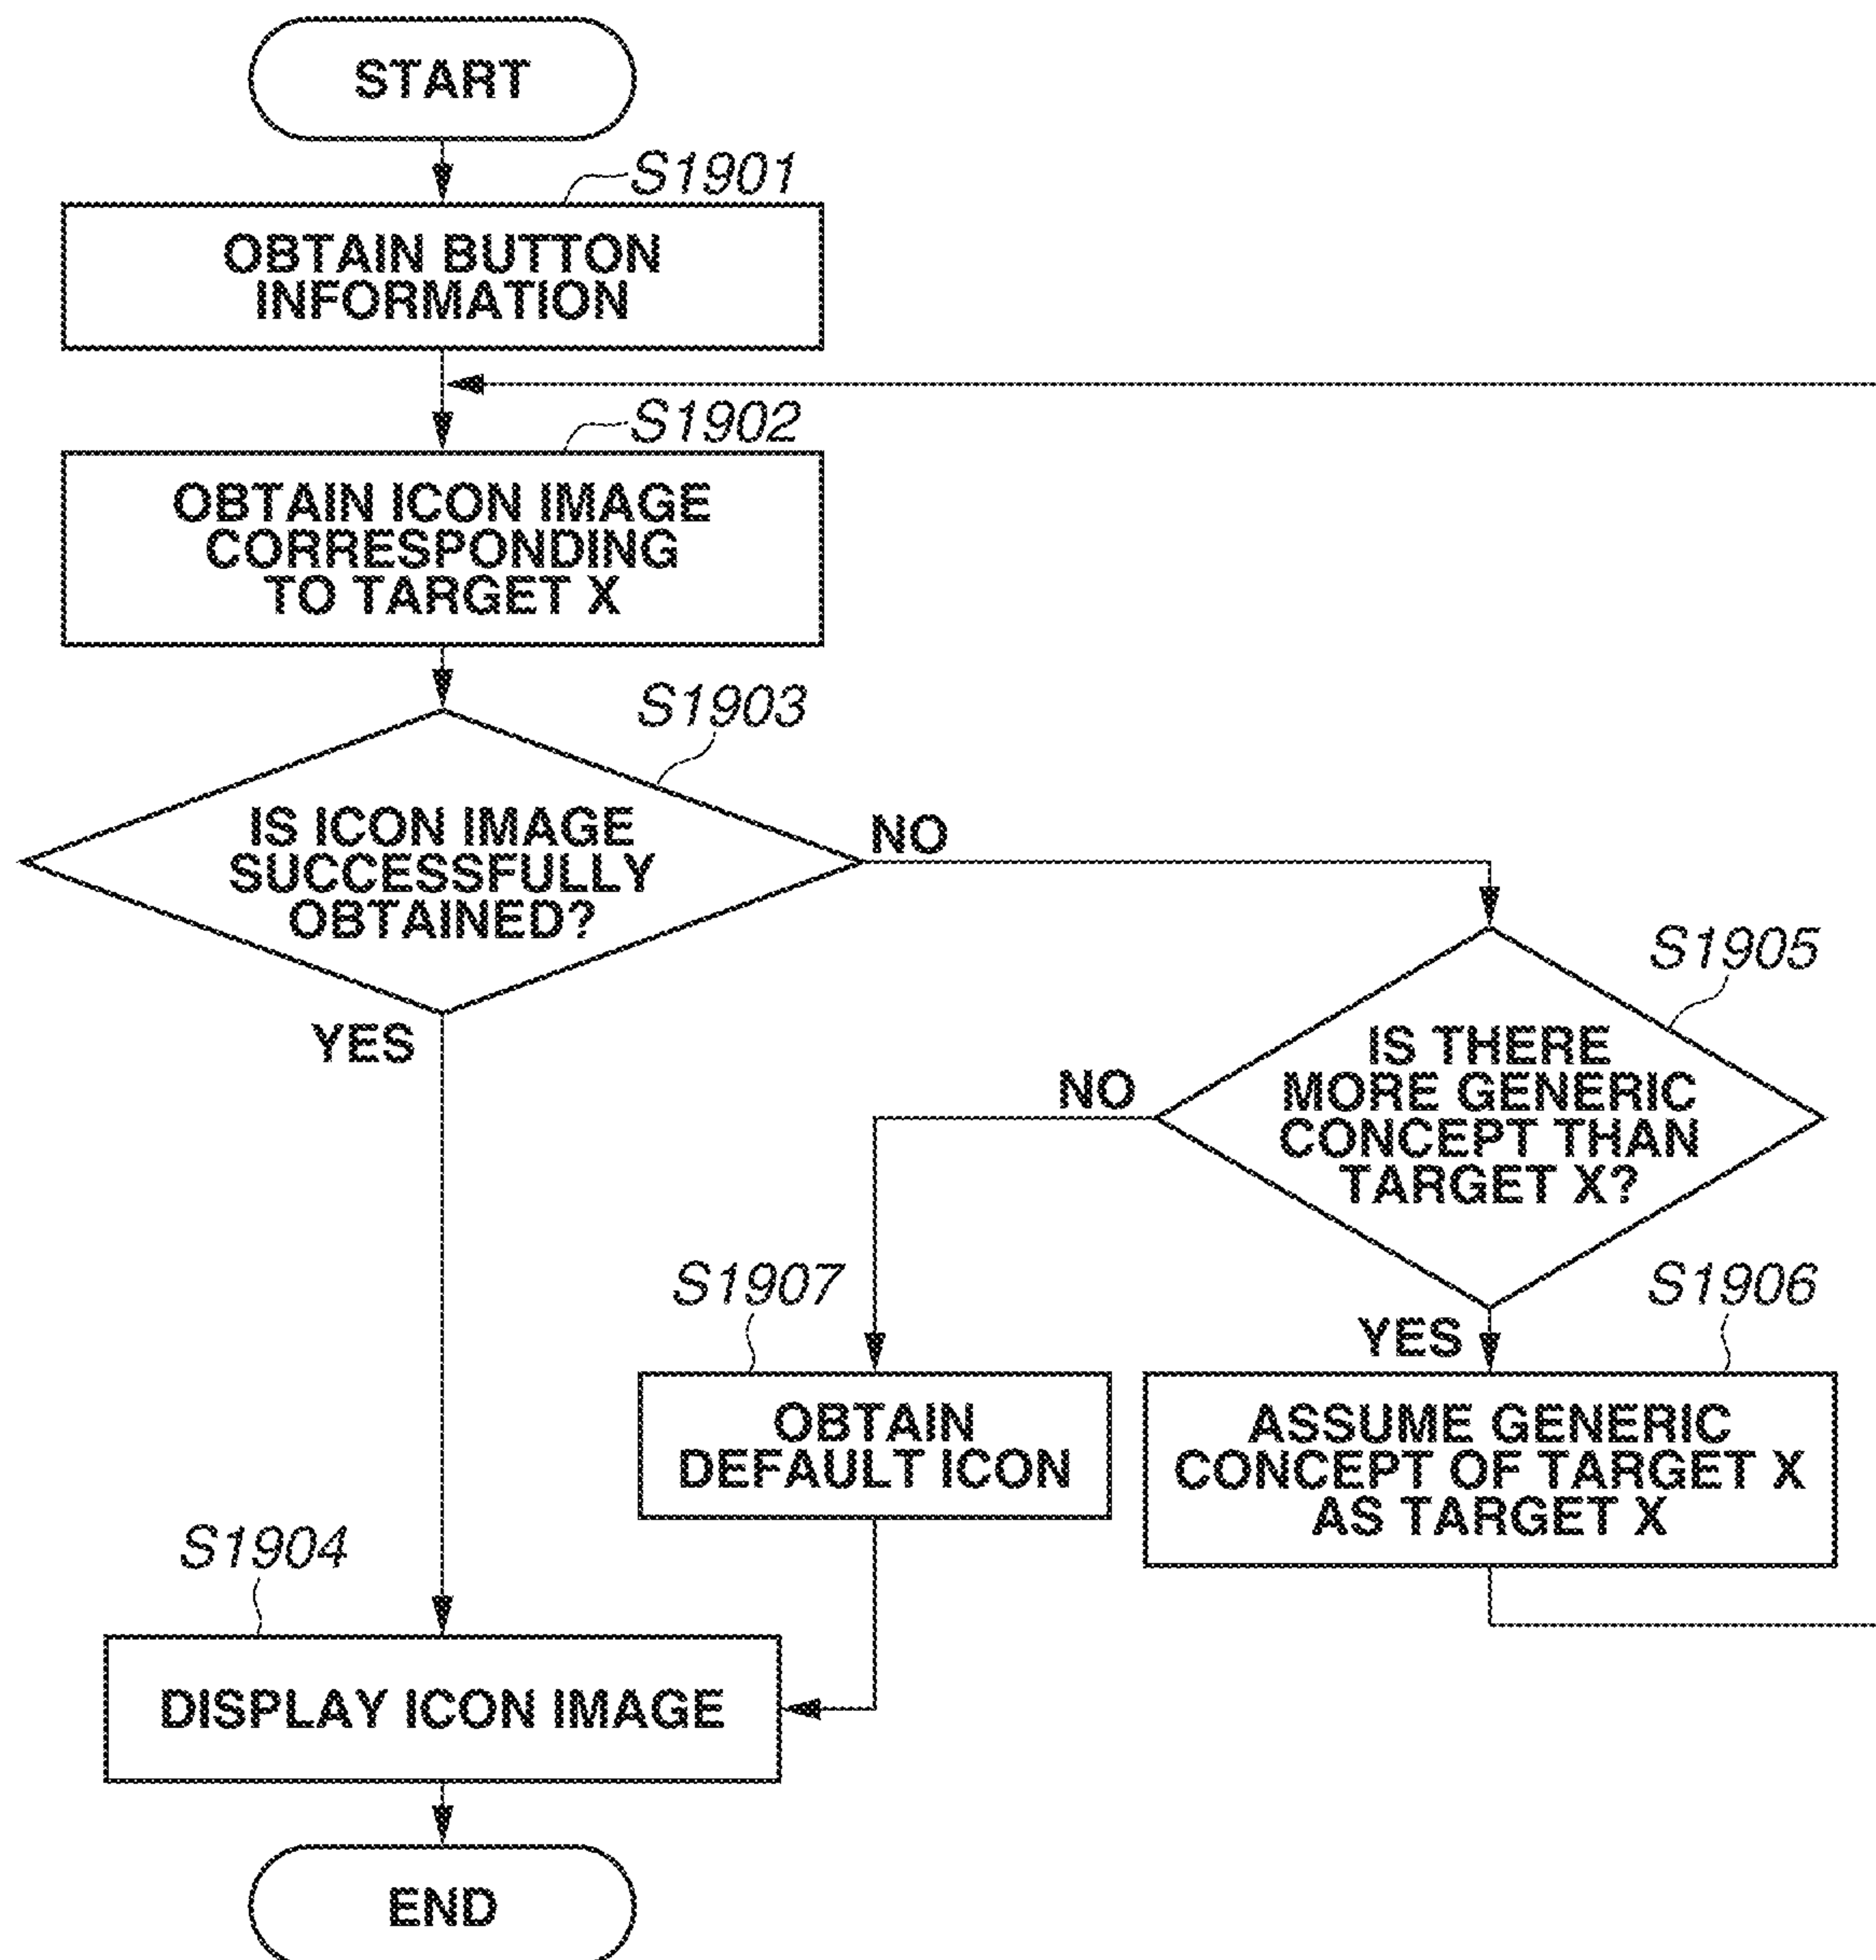 START
S1901
OBTAIN BUTTON
INFORMATION
S1902
OBTAIN ICON IMAGE
CORRESPONDING
TO TARGET X
S1903
IS ICON IMAGE
SUCCESSFULLY
OBTAINED?
NO
YES
S1905
IS THERE
MORE GENERIC
CONCEPT THAN
TARGET X?
NO
YES
S1907
OBTAIN
DEFAULT ICON
S1906
ASSUME GENERIC
CONCEPT OF TARGET X
AS TARGET X
S1904
DISPLAY ICON IMAGE
END